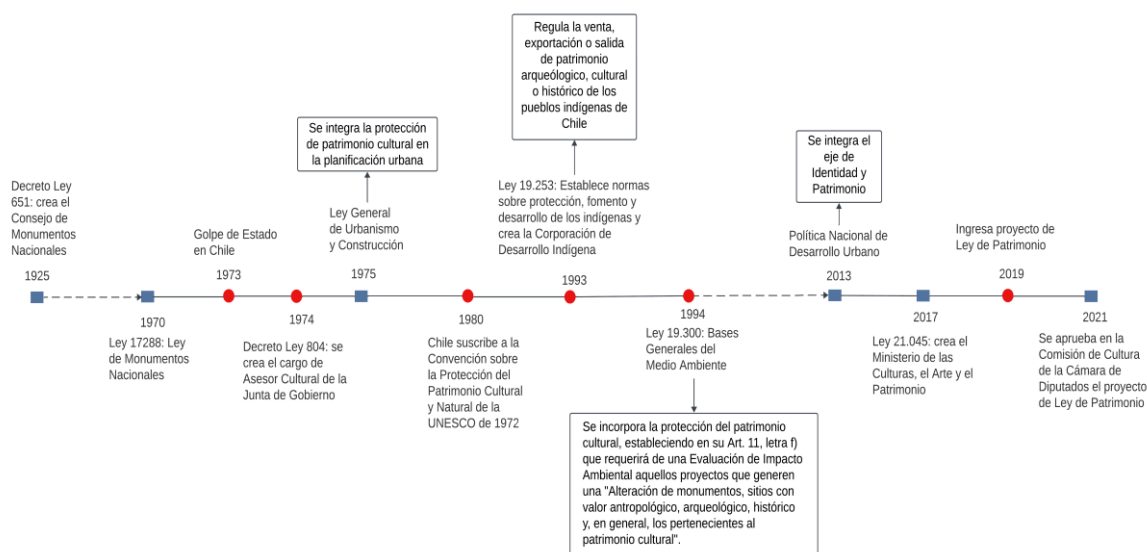 Regula la venta,
exportación o salida
de patrimonio
arqueólogico, cultural
o histórico de los
pueblos indígenas de
Chile
Se integra la protección
de patrimonio cultural en
la planificación urbana
Se integra el
eje de
Identidad y
Patrimonio
Decreto Ley
651: crea el
Consejo de
Monumentos
Nacionales
1925
1970
Ley 17288: Ley
de Monumentos
Nacionales
Golpe de Estado
en Chile
1973
1974
Decreto Ley 804: se
crea el cargo de
Asesor Cultural de la
Junta de Gobierno
Ley General
de Urbanismo
y Construcción
1975
1980
Chile suscribe a la
Convención sobre
la Protección del
Patrimonio Cultural
y Natural de la
UNESCO de 1972
Ley 19.253: Establece normas
sobre protección, fomento y
desarrollo de los indígenas y
crea la Corporación de
Desarrollo Indígena
1993
1994
Ley 19.300: Bases
Generales del
Medio Ambiente
Se incorpora la protección del patrimonio
cultural, estableciendo en su Art. 11, letra f)
que requerirá de una Evaluación de Impacto
Ambiental aquellos proyectos que generen
una "Alteración de monumentos, sitios con
valor antropológico, arqueológico, histórico
y, en general, los pertenecientes al
patrimonio cultural".
Política Nacional de
Desarrollo Urbano
2013
2017
Ley 21.045: crea el
Ministerio de las
Culturas, el Arte y el
Patrimonio
Ingresa proyecto de
Ley de Patrimonio
2019
2021
Se aprueba en la
Comisión de Cultura
de la Cámara de
Diputados el proyecto
de Ley de Patrimonio